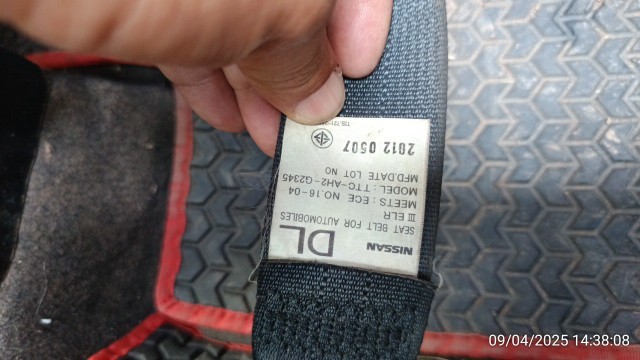 NISSAN
DL
SEAT BELT FOR AUTOMOBILES
III ELR
MEETS : ECE NO.16-04
MODEL : TTC-AH2-G2345
MFD.DATE LOT NO
2012 0507
09/04/2025 14:38:08